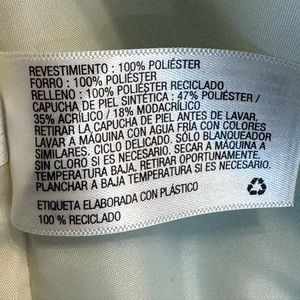 REVESTIMIENTO : 100% POLIÉSTER
FORRO : 100% POLIÉSTER
RELLENO : 100% POLIÉSTER RECICLADO
CAPUCHA DE PIEL SINTÉTICA : 47% POLIÉSTER /
35% ACRÍLICO / 18% MODACRÍLICO
RETIRAR LA CAPUCHA DE PIEL ANTES DE LAVAR,
LAVAR A MÁQUINA CON AGUA FRÍA CON COLORES
SIMILARES. CICLO DELICADO. SÓLO BLANQUEADOR
SIN CLORO SI ES NECESARIO. SECAR A MÁQUINA A
TEMPERATURA BAJA. RETIRAR OPORTUNAMENTE.
PLANCHAR A BAJA TEMPERATURA SI ES NECESARIO.
ETIQUETA ELABORADA CON PLÁSTICO
100 % RECICLADO